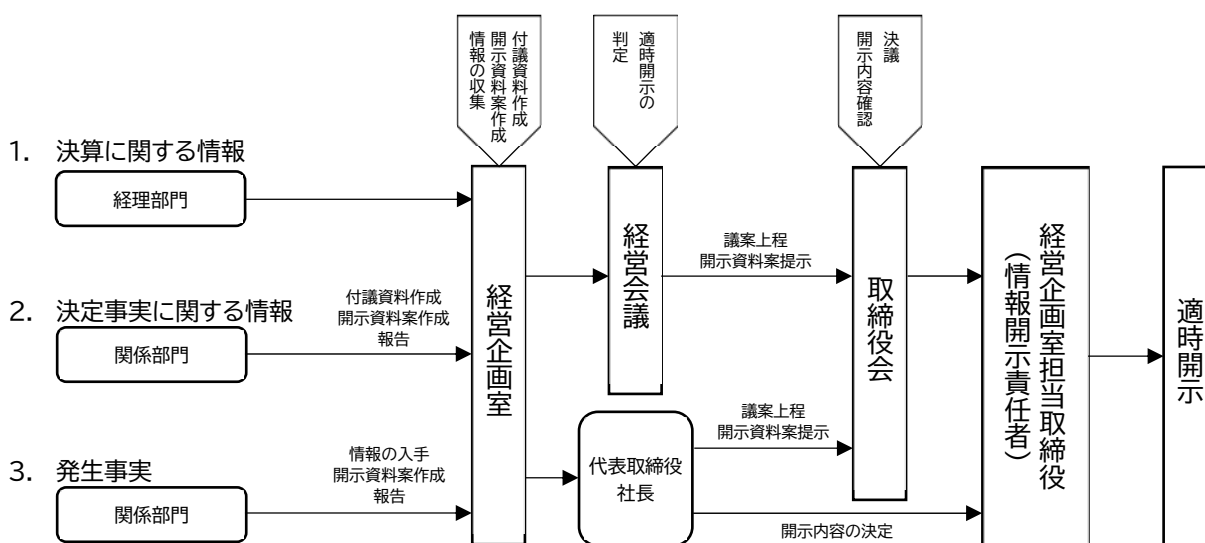 付議資料作成
開示資料案作成
情報の収集
適時開示の
判定
決議
開示内容確認
1. 決算に関する情報
経理部門
2. 決定事実に関する情報
関係部門
付議資料作成
開示資料案作成
報告
3. 発生事実
関係部門
情報の入手
開示資料案作成
報告
経営企画室
経営会議
議案上程
開示資料案提示
代表取締役
社長
議案上程
開示資料案提示
開示内容の決定
取締役会
経営企画室担当取締役
（情報開示責任者）
適時開示